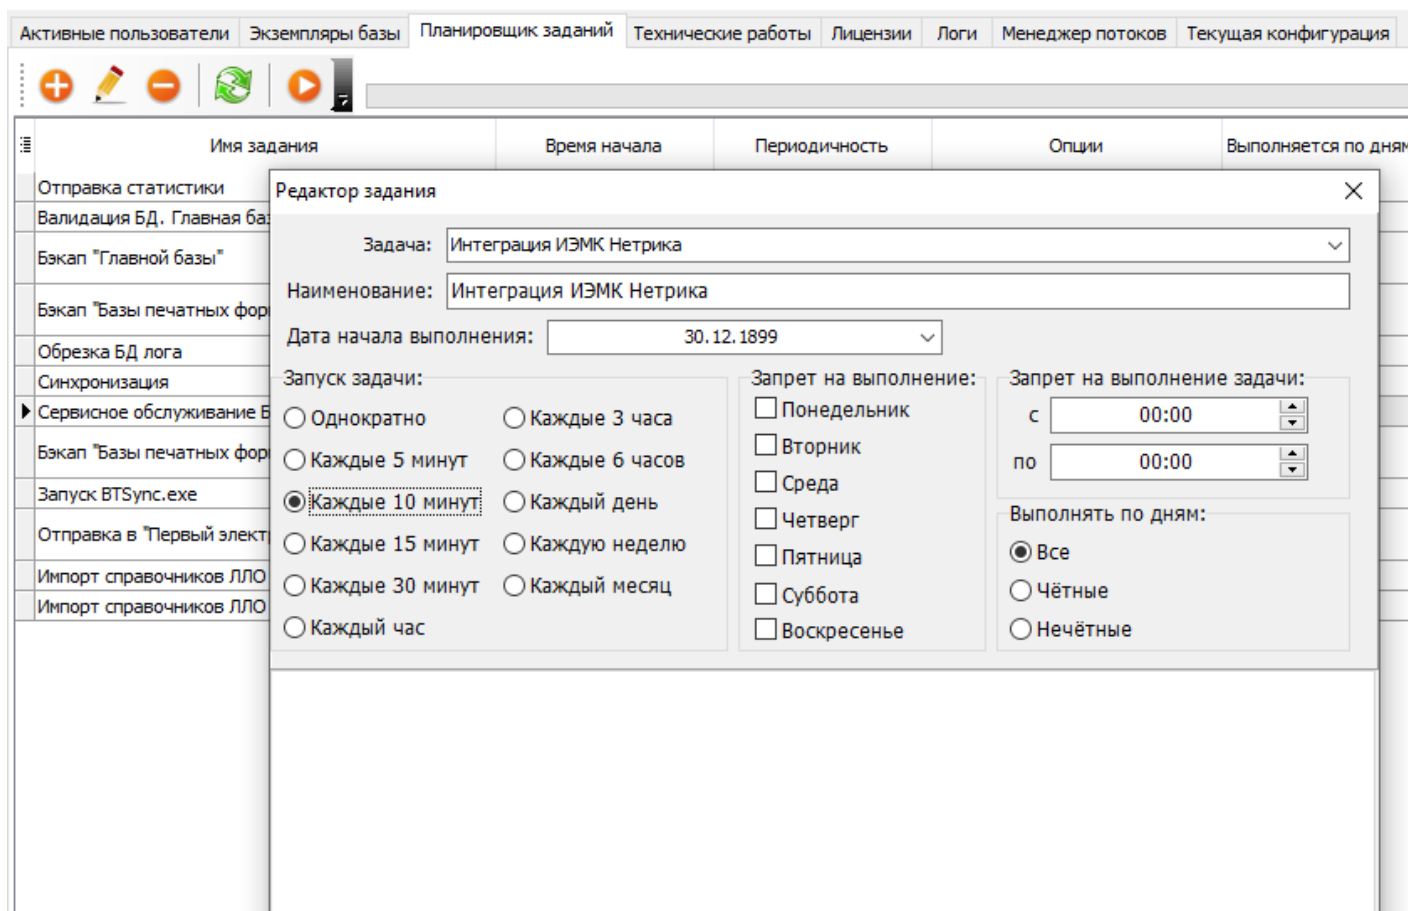 Активные пользователи Экземпляры базы Планировщик заданий Технические работы Лицензии Логи Менеджер потоков Текущая конфигурация
Имя задания Время начала Периодичность Опции Выполняется по дням
Отправка статистики
Валидация БД. Главная баз
Бэкап "Главной базы"
Бэкап "Базы печатных фор
Обрезка БД лога
Синхронизация
Сервисное обслуживание Б
Бэкап "Базы печатных фор
Запуск BTSync.exe
Отправка в "Первый элект
Импорт справочников ЛЛО
Импорт справочников ЛЛО
Редактор задания
Задача: Интеграция ИЭМК Нетрика
Наименование: Интеграция ИЭМК Нетрика
Дата начала выполнения: 30.12.1899
Запуск задачи:
Однократно
Каждые 5 минут
Каждые 10 минут
Каждые 15 минут
Каждые 30 минут
Каждый час
Каждые 3 часа
Каждые 6 часов
Каждый день
Каждую неделю
Каждый месяц
Запрет на выполнение:
Понедельник
Вторник
Среда
Четверг
Пятница
Суббота
Воскресенье
Запрет на выполнение задачи:
с 00:00
по 00:00
Выполнять по дням:
Все
Чётные
Нечётные